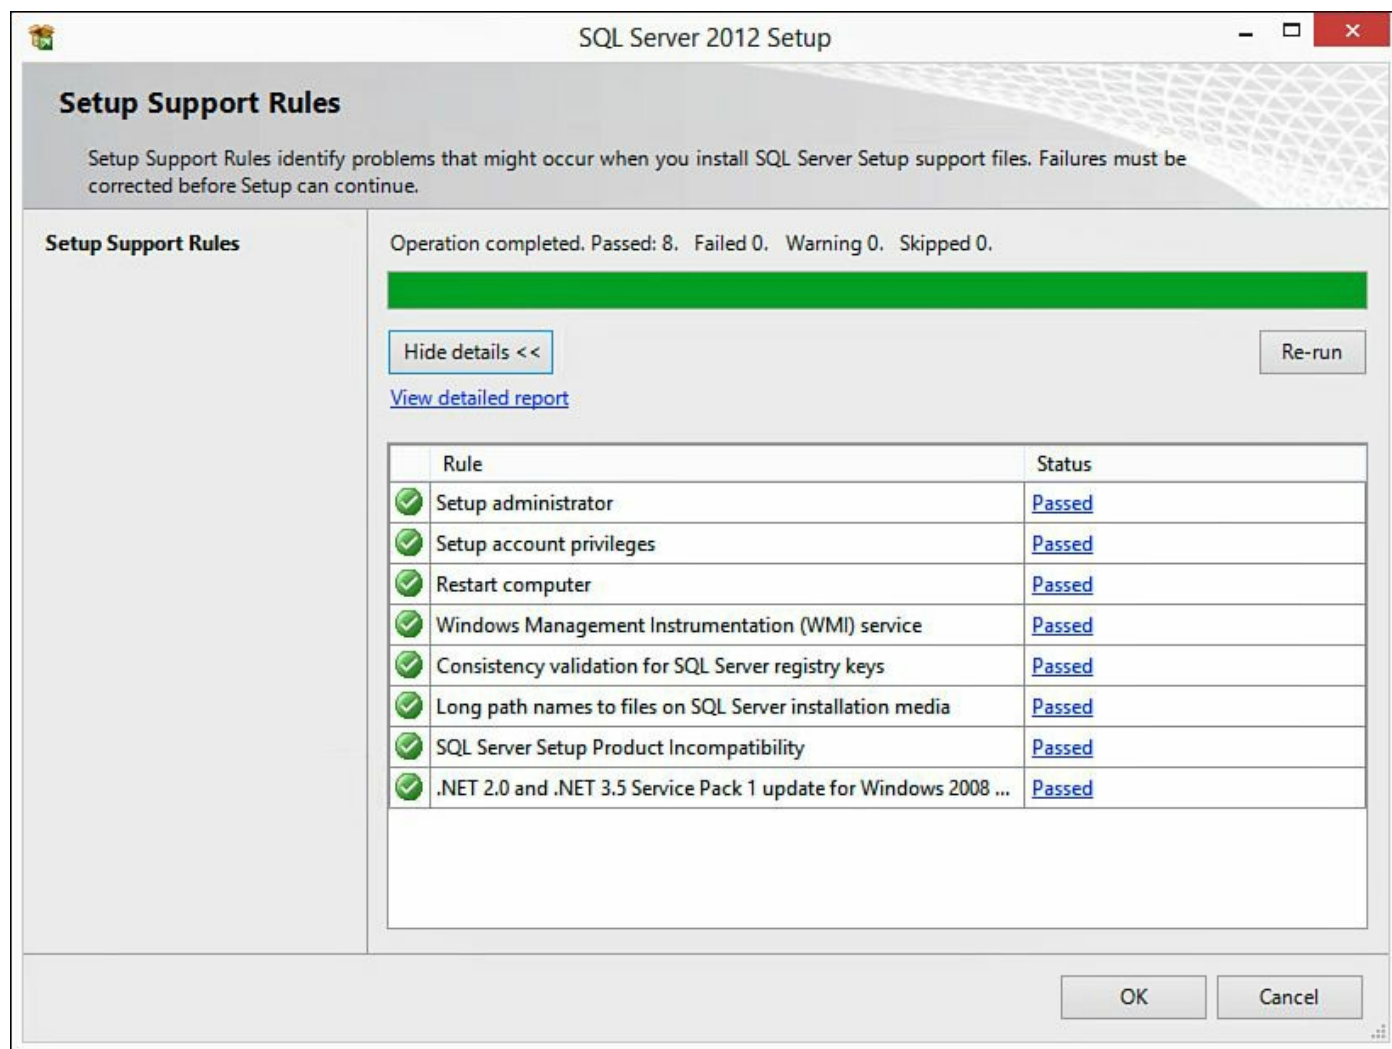 SQL Server 2012 Setup
Setup Support Rules
Setup Support Rules identify problems that might occur when you install SQL Server Setup support files. Failures must be
corrected before Setup can continue.
Setup Support Rules
Operation completed. Passed: 8.   Failed 0.   Warning 0.   Skipped 0.
Hide details <<
Re-run
View detailed report
Rule Status
Setup administrator Passed
Setup account privileges Passed
Restart computer Passed
Windows Management Instrumentation (WMI) service Passed
Consistency validation for SQL Server registry keys Passed
Long path names to files on SQL Server installation media Passed
SQL Server Setup Product Incompatibility Passed
.NET 2.0 and .NET 3.5 Service Pack 1 update for Windows 2008 ... Passed
OK Cancel